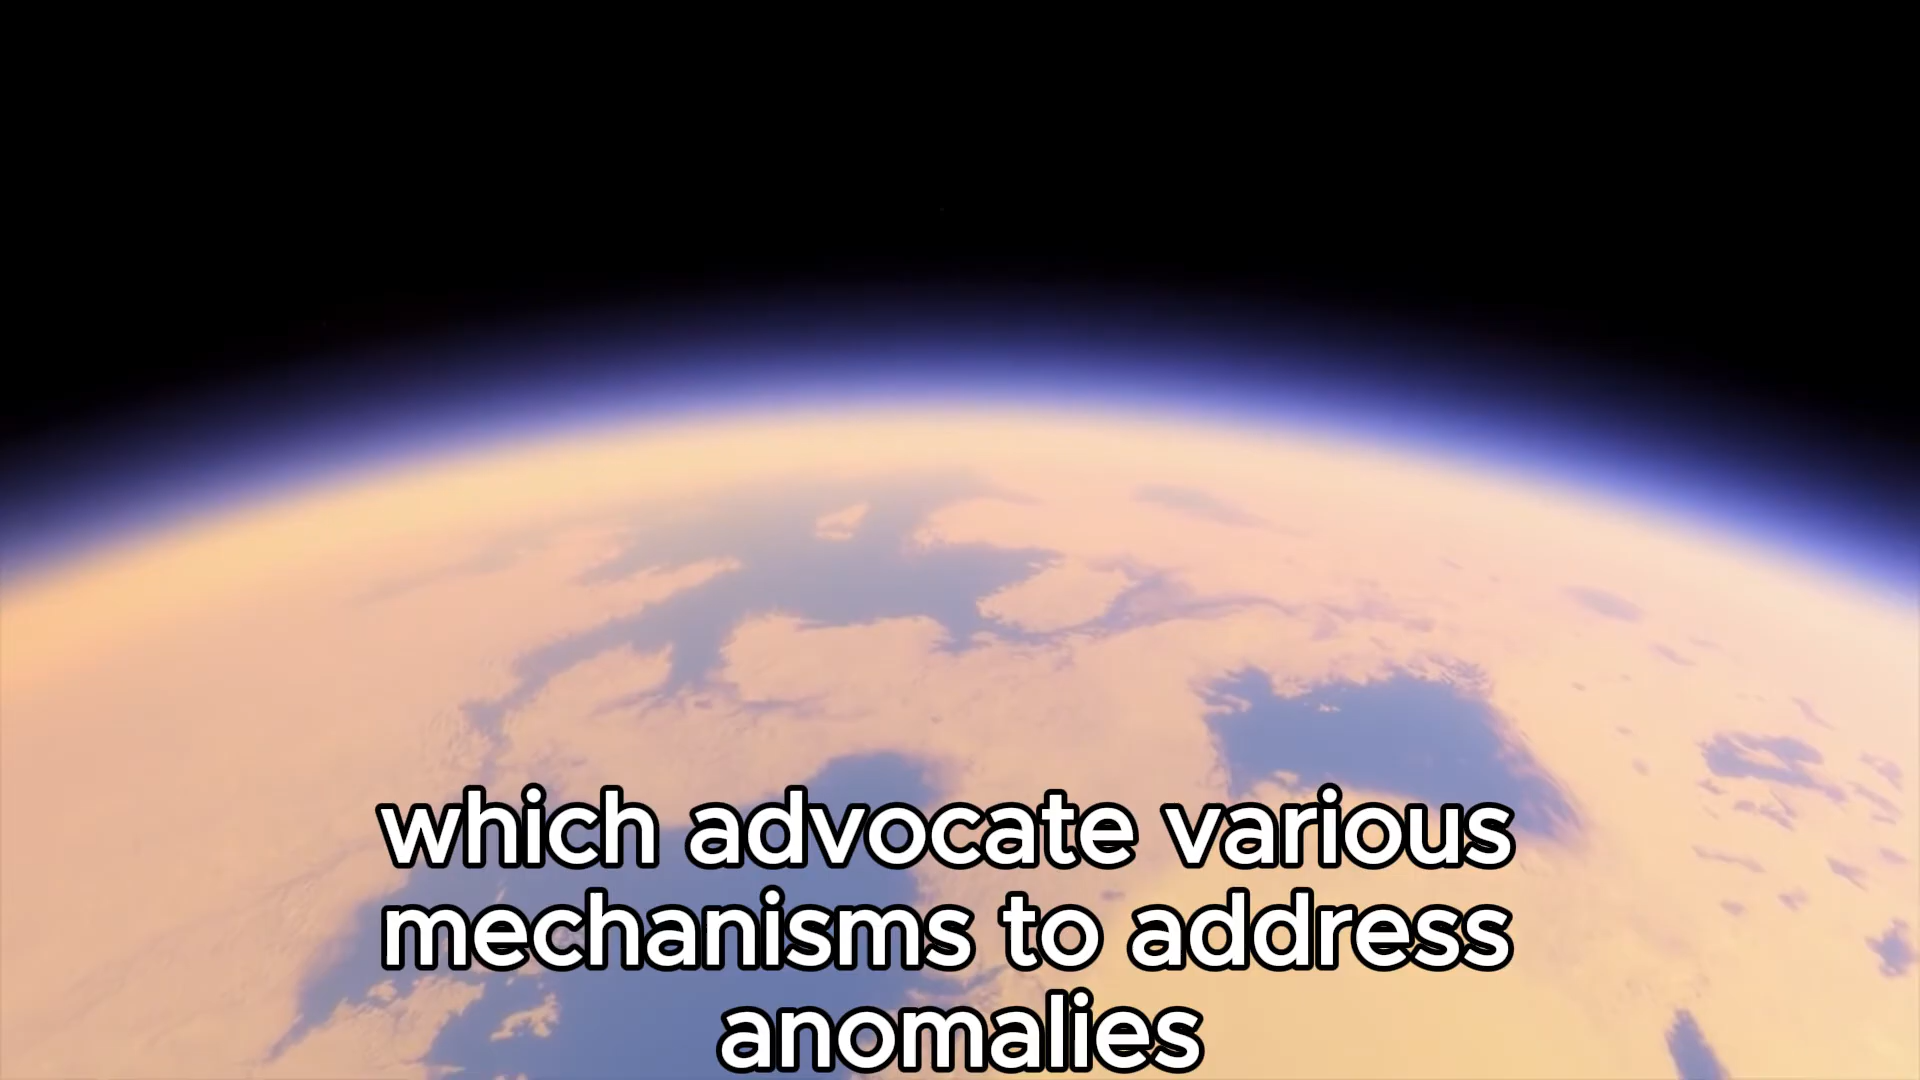 which advocate various
mechanisms to address
anomalies